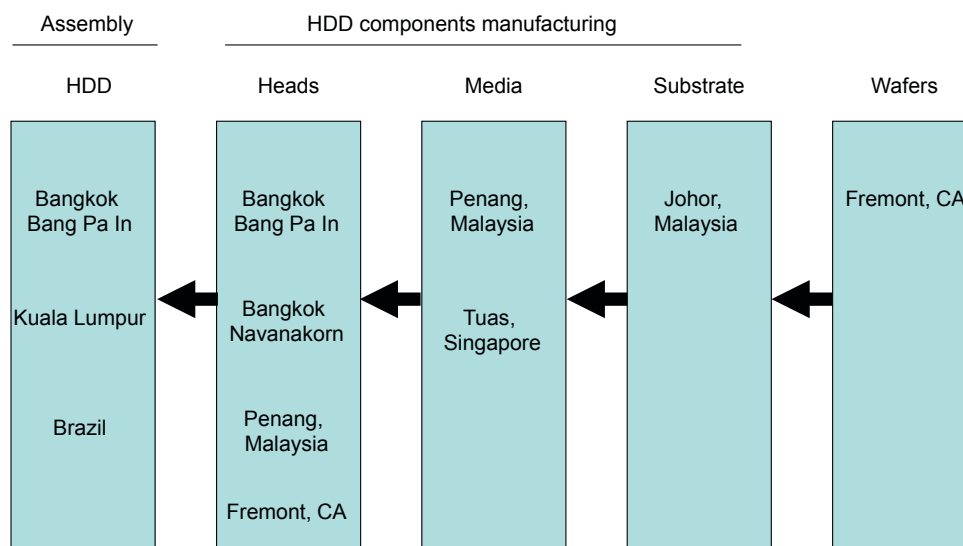 Assembly
HDD components manufacturing
HDD
Heads
Media
Substrate
Wafers
Bangkok
Bang Pa In
Kuala Lumpur
Brazil
Bangkok
Bang Pa In
Bangkok
Navanakorn
Penang,
Malaysia
Fremont, CA
Penang,
Malaysia
Tuas,
Singapore
Johor,
Malaysia
Fremont, CA